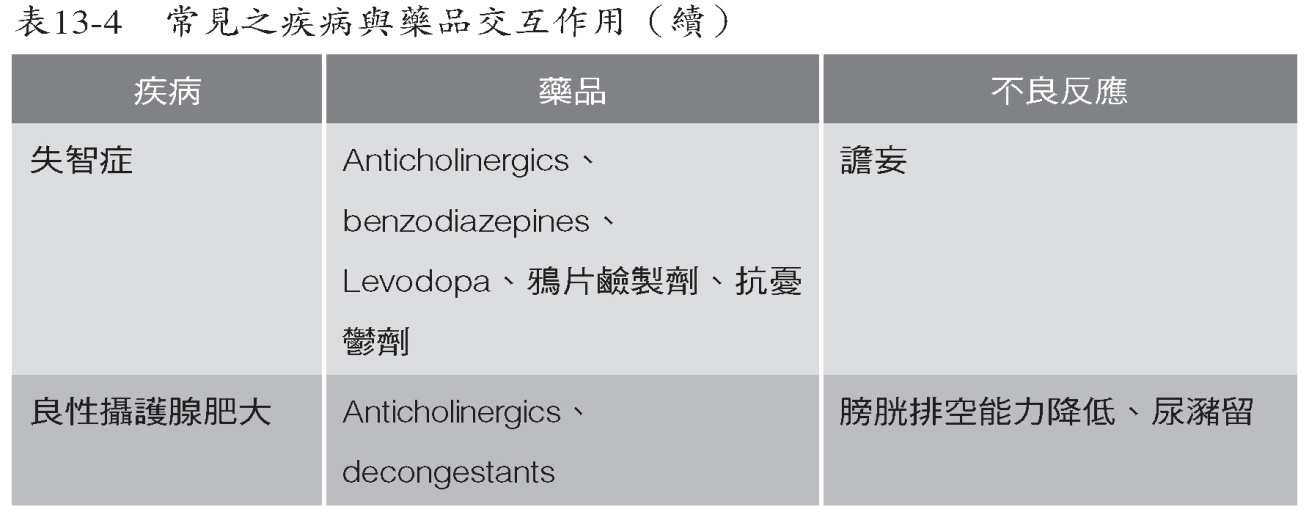 表13-4　常見之疾病與藥品交互作用（續）
疾病　藥品　不良反應
失智症　Anticholinergics、　譫妄
benzodiazepines、
Levodopa、鴉片鹼製劑、抗憂
鬱劑
良性攝護腺肥大　Anticholinergics、　膀胱排空能力降低、尿瀦留
decongestants